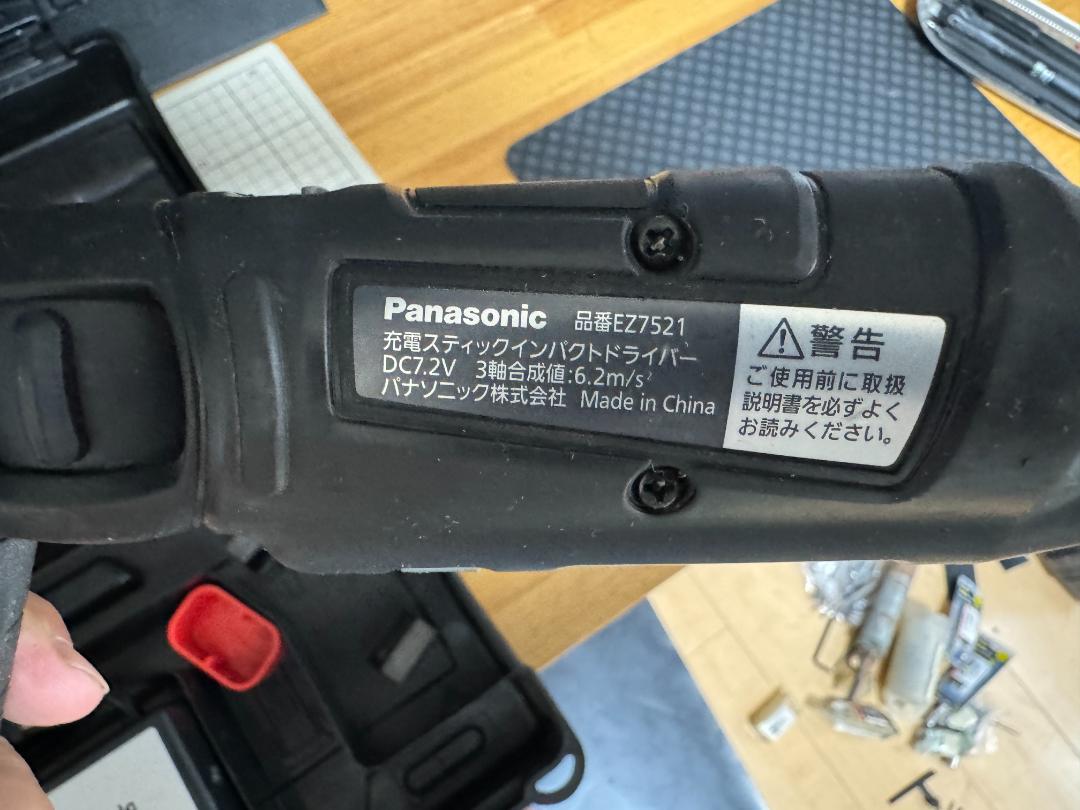 Panasonic 品番EZ7521
充電スティックインパクトドライバー
DC7.2V 3軸合成値:6.2m/s²
パナソニック株式会社 Made in China
警告
ご使用前に取扱
説明書を必ずよく
お読みください。